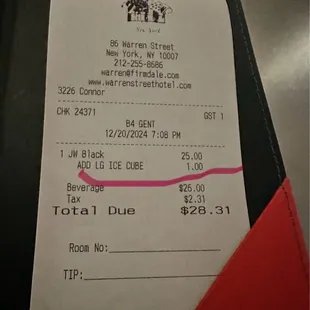 New York
86 Warren Street
New York, NY 10007
212-255-8686
warren@firmdale.com
www.warrenstreethotel.com
3226 Connor
CHK 24371 GST 1
B4 GENT
12/20/2024 7:08 PM
1 JW Black 25.00
ADD LG ICE CUBE 1.00
Beverage $26.00
Tax $2.31
Total Due $28.31
Room No:
TIP: